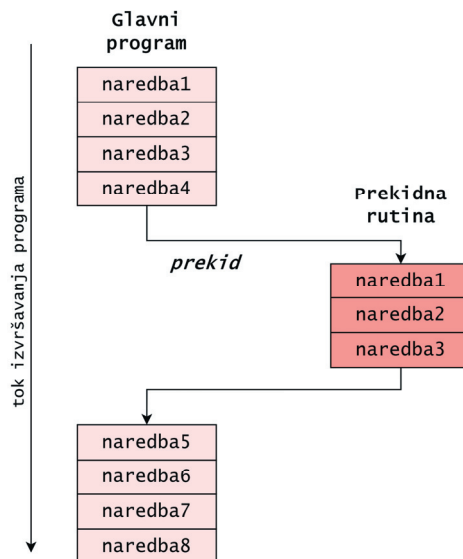 Glavni
program
naredba1
naredba2
naredba3
naredba4
prekid
Prekidna
rutina
naredba1
naredba2
naredba3
naredba5
naredba6
naredba7
naredba8
tok izvršavanja programa